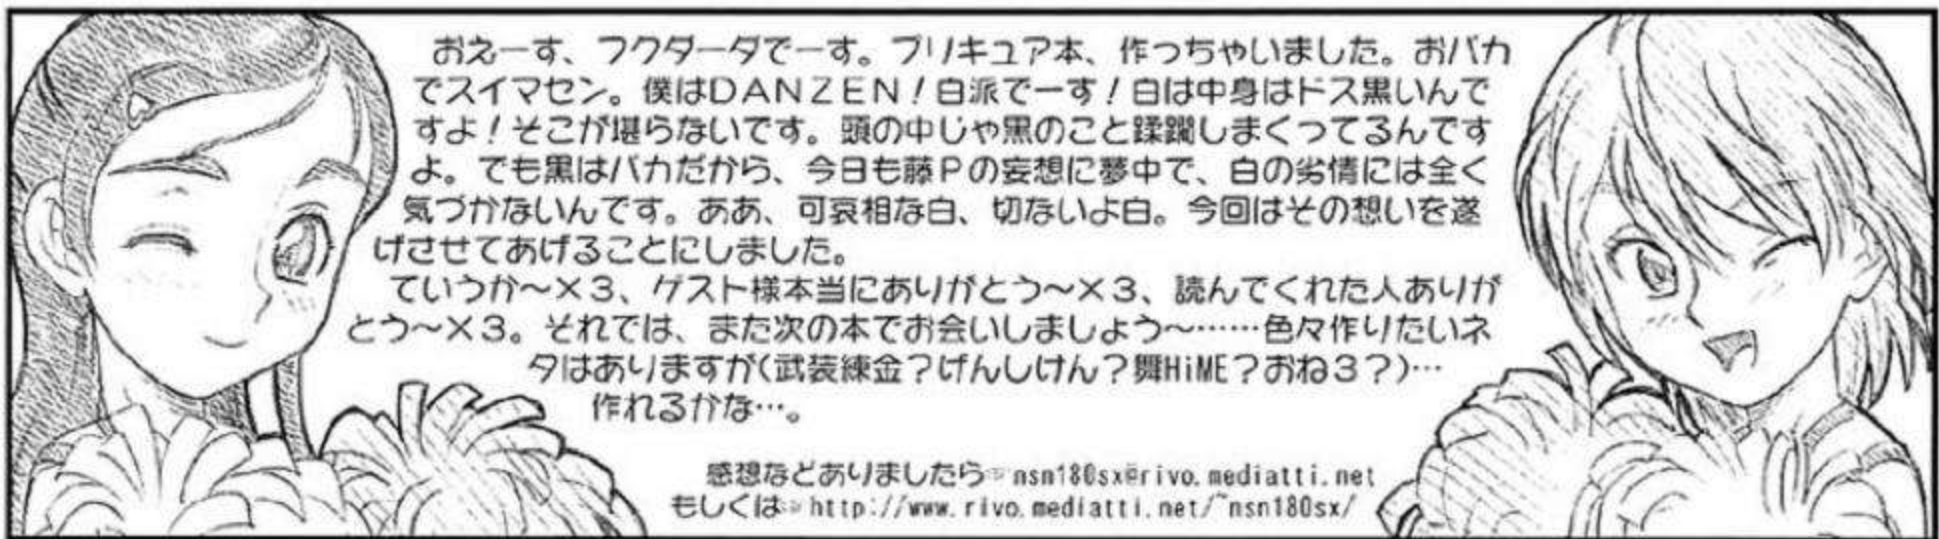 おえーす、フクダーダでーす。プリキュア本、作っちゃいました。おバカ
でスイマセン。僕はDANZEN！白派でーす！白は中身はドス黒いんで
すよ！そこが堪らないです。頭の中じゃ黒のこと蹂躙しまくってるんです
よ。でも黒はバカだから、今日も藤Pの妄想に夢中で、白の劣情には全く
気づかないんです。ああ、可哀相な白、切ないよ白。今回はその想いを遂
げさせてあげることにしました。
ていうか～×3、ゲスト様本当にありがとう～×3、読んでくれた人ありが
とう～×3。それでは、また次の本でお会いしましょう～……色々作りたいネ
タはありますが(武装錬金？げんしけん？舞HiME？おね3？)…
作れるかな…。
感想などありましたら☞nsn180sx@rivo.mediatti.net
もしくは☞http://www.rivo.mediatti.net/~nsn180sx/